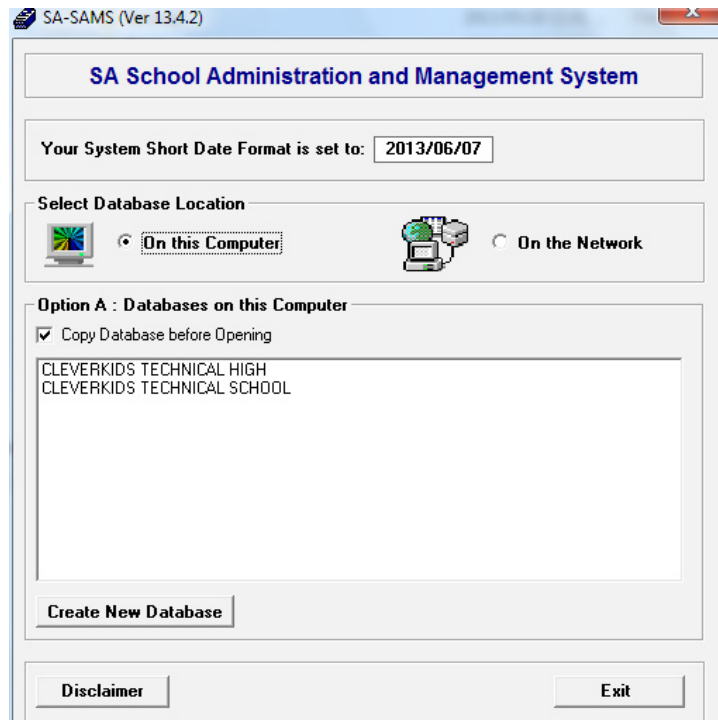 SA-SAMS (Ver 13.4.2)
SA School Administration and Management System
Your System Short Date Format is set to: 2013/06/07
Select Database Location
On this Computer On the Network
Option A : Databases on this Computer
Copy Database before Opening
CLEVERKIDS TECHNICAL HIGH
CLEVERKIDS TECHNICAL SCHOOL
Create New Database
Disclaimer Exit